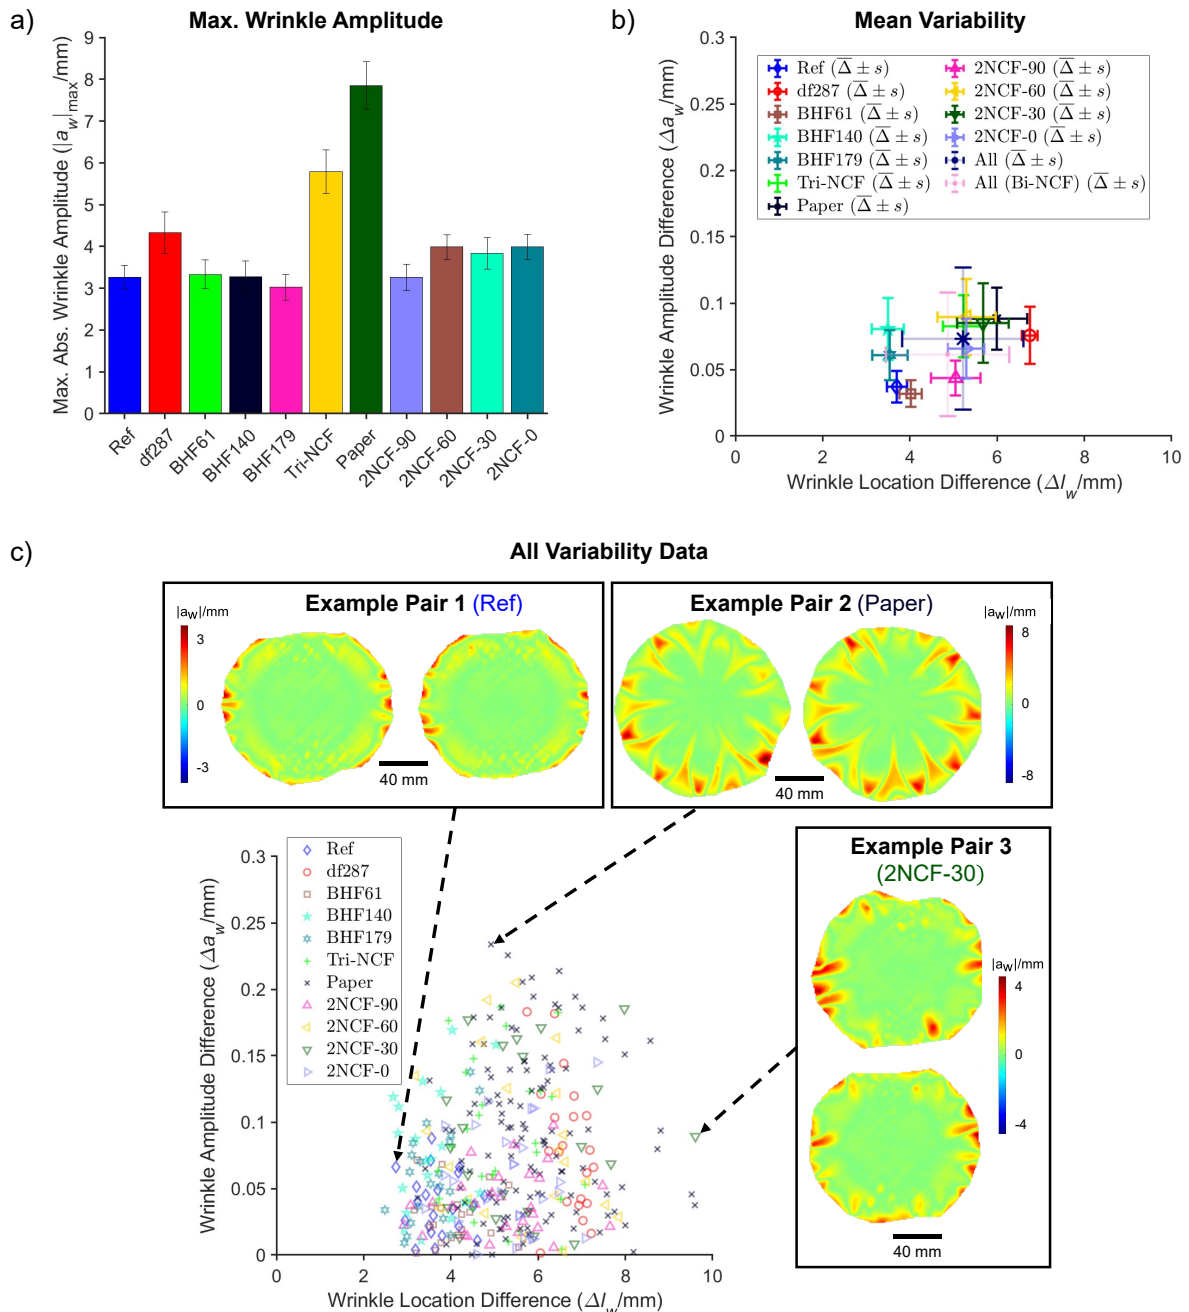 a)
Max. Wrinkle Amplitude
Max. Abs. Wrinkle Amplitude (|a_w|_max/mm)
9
8
7
6
5
4
3
2
1
0
Ref
df287
BHF61
BHF140
BHF179
Tri-NCF
Paper
2NCF-90
2NCF-60
2NCF-30
2NCF-0
b)
Mean Variability
Wrinkle Amplitude Difference (Δa_w/mm)
0.3
0.25
0.2
0.15
0.1
0.05
0
Ref (Δ̅ ± s)
df287 (Δ̅ ± s)
BHF61 (Δ̅ ± s)
BHF140 (Δ̅ ± s)
BHF179 (Δ̅ ± s)
Tri-NCF (Δ̅ ± s)
Paper (Δ̅ ± s)
2NCF-90 (Δ̅ ± s)
2NCF-60 (Δ̅ ± s)
2NCF-30 (Δ̅ ± s)
2NCF-0 (Δ̅ ± s)
All (Δ̅ ± s)
All (Bi-NCF) (Δ̅ ± s)
0 2 4 6 8 10
Wrinkle Location Difference (Δl_w/mm)
c)
All Variability Data
Example Pair 1 (Ref)
|a_w|/mm
3
0
-3
40 mm
Example Pair 2 (Paper)
|a_w|/mm
8
0
-8
40 mm
Example Pair 3
(2NCF-30)
|a_w|/mm
4
0
-4
40 mm
Wrinkle Amplitude Difference (Δa_w/mm)
0.3
0.25
0.2
0.15
0.1
0.05
0
Ref
df287
BHF61
BHF140
BHF179
Tri-NCF
Paper
2NCF-90
2NCF-60
2NCF-30
2NCF-0
0 2 4 6 8 10
Wrinkle Location Difference (Δl_w/mm)